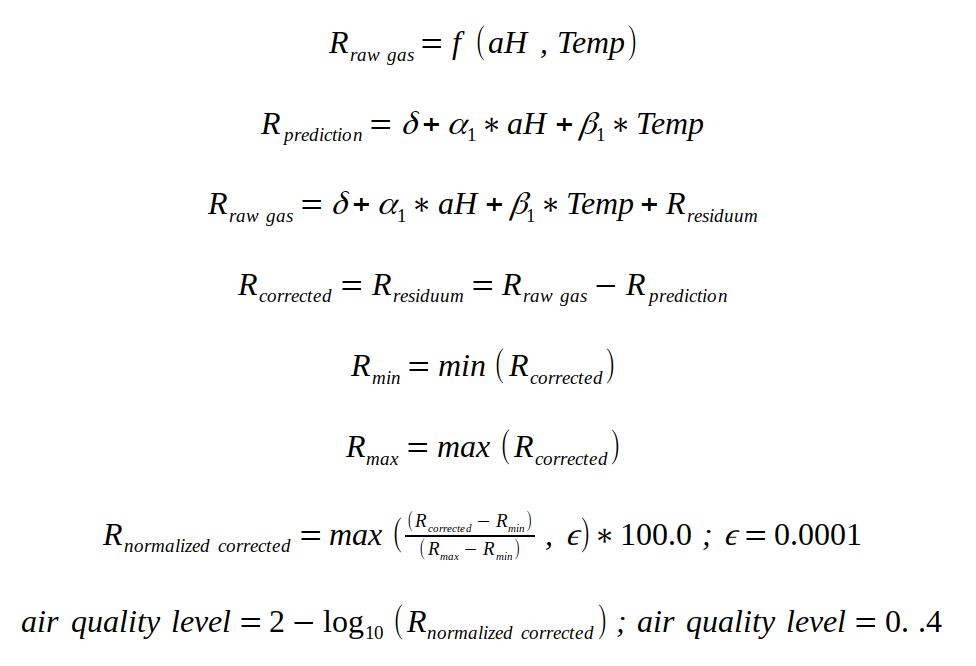 R_raw gas = f (aH , Temp)
R_prediction = δ + α_1 * aH + β_1 * Temp
R_raw gas = δ + α_1 * aH + β_1 * Temp + R_residuum
R_corrected = R_residuum = R_raw gas − R_prediction
R_min = min (R_corrected)
R_max = max (R_corrected)
R_normalized corrected = max ((R_corrected − R_min) / (R_max − R_min) , ϵ) * 100.0 ; ϵ = 0.0001
air quality level = 2 − log_10 (R_normalized corrected) ; air quality level = 0. .4